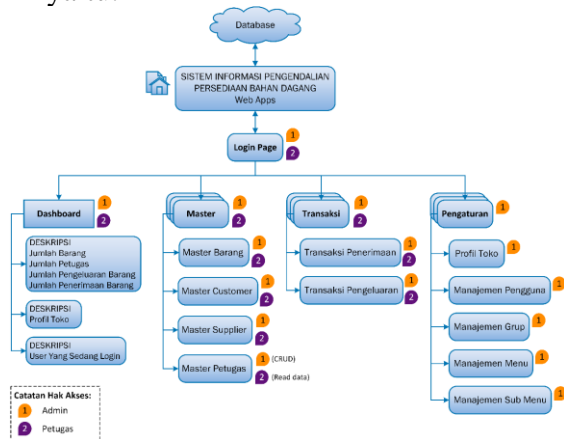 Database
SISTEM INFORMASI PENGENDALIAN
PERSEDIAAN BAHAN DAGANG
Web Apps
Login Page
1
2
Dashboard
1
2
DESKRIPSI
Jumlah Barang
Jumlah Petugas
Jumlah Pengeluaran Barang
Jumlah Penerimaan Barang
DESKRIPSI
Profil Toko
DESKRIPSI
User Yang Sedang Login
Master
1
2
Master Barang
1
2
Master Customer
1
2
Master Supplier
1
2
Master Petugas
1 (CRUD)
2 (Read data)
Transaksi
1
2
Transaksi Penerimaan
1
2
Transaksi Pengeluaran
1
2
Pengaturan
1
Profil Toko
1
Manajemen Pengguna
1
Manajemen Grup
1
Manajemen Menu
1
Manajemen Sub Menu
1
Catatan Hak Akses:
1 Admin
2 Petugas